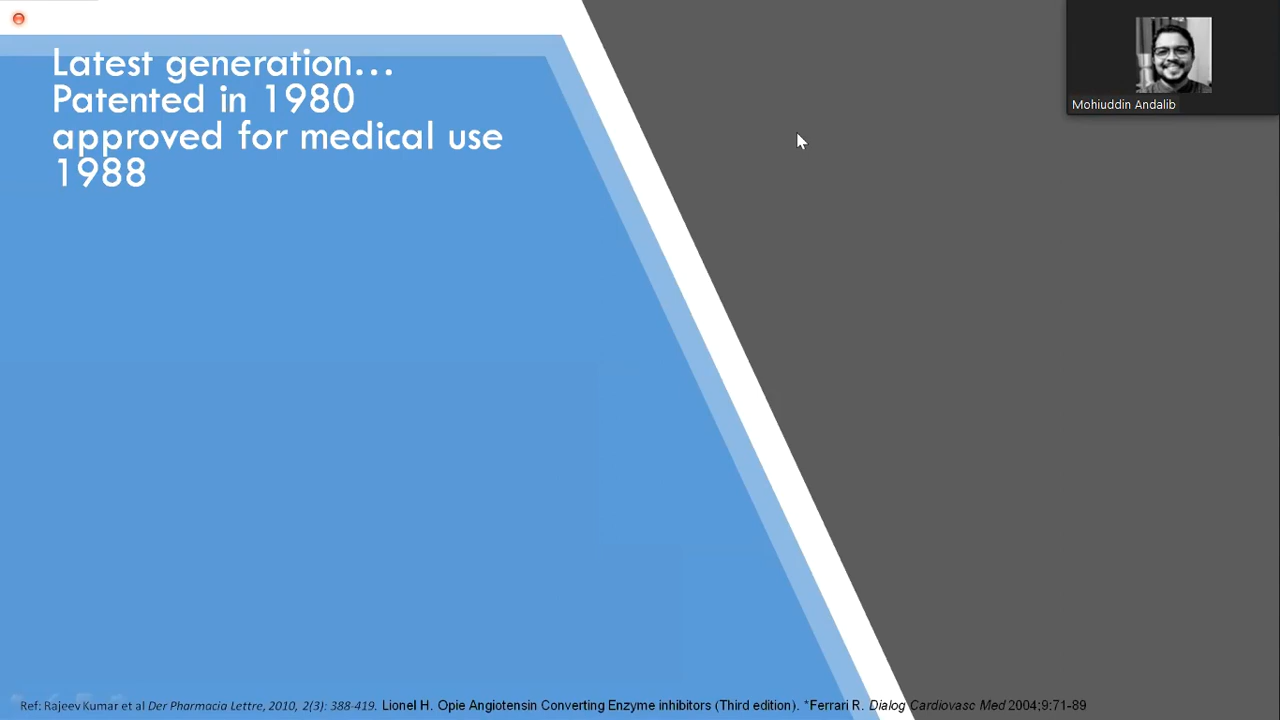 Latest generation…
Patented in 1980
approved for medical use
1988
Mohiuddin Andalib
Ref: Rajeev Kumar et al Der Pharmacia Lettre, 2010, 2(3): 388-419. Lionel H. Opie Angiotensin Converting Enzyme inhibitors (Third edition). *Ferrari R. Dialog Cardiovasc Med 2004;9:71-89